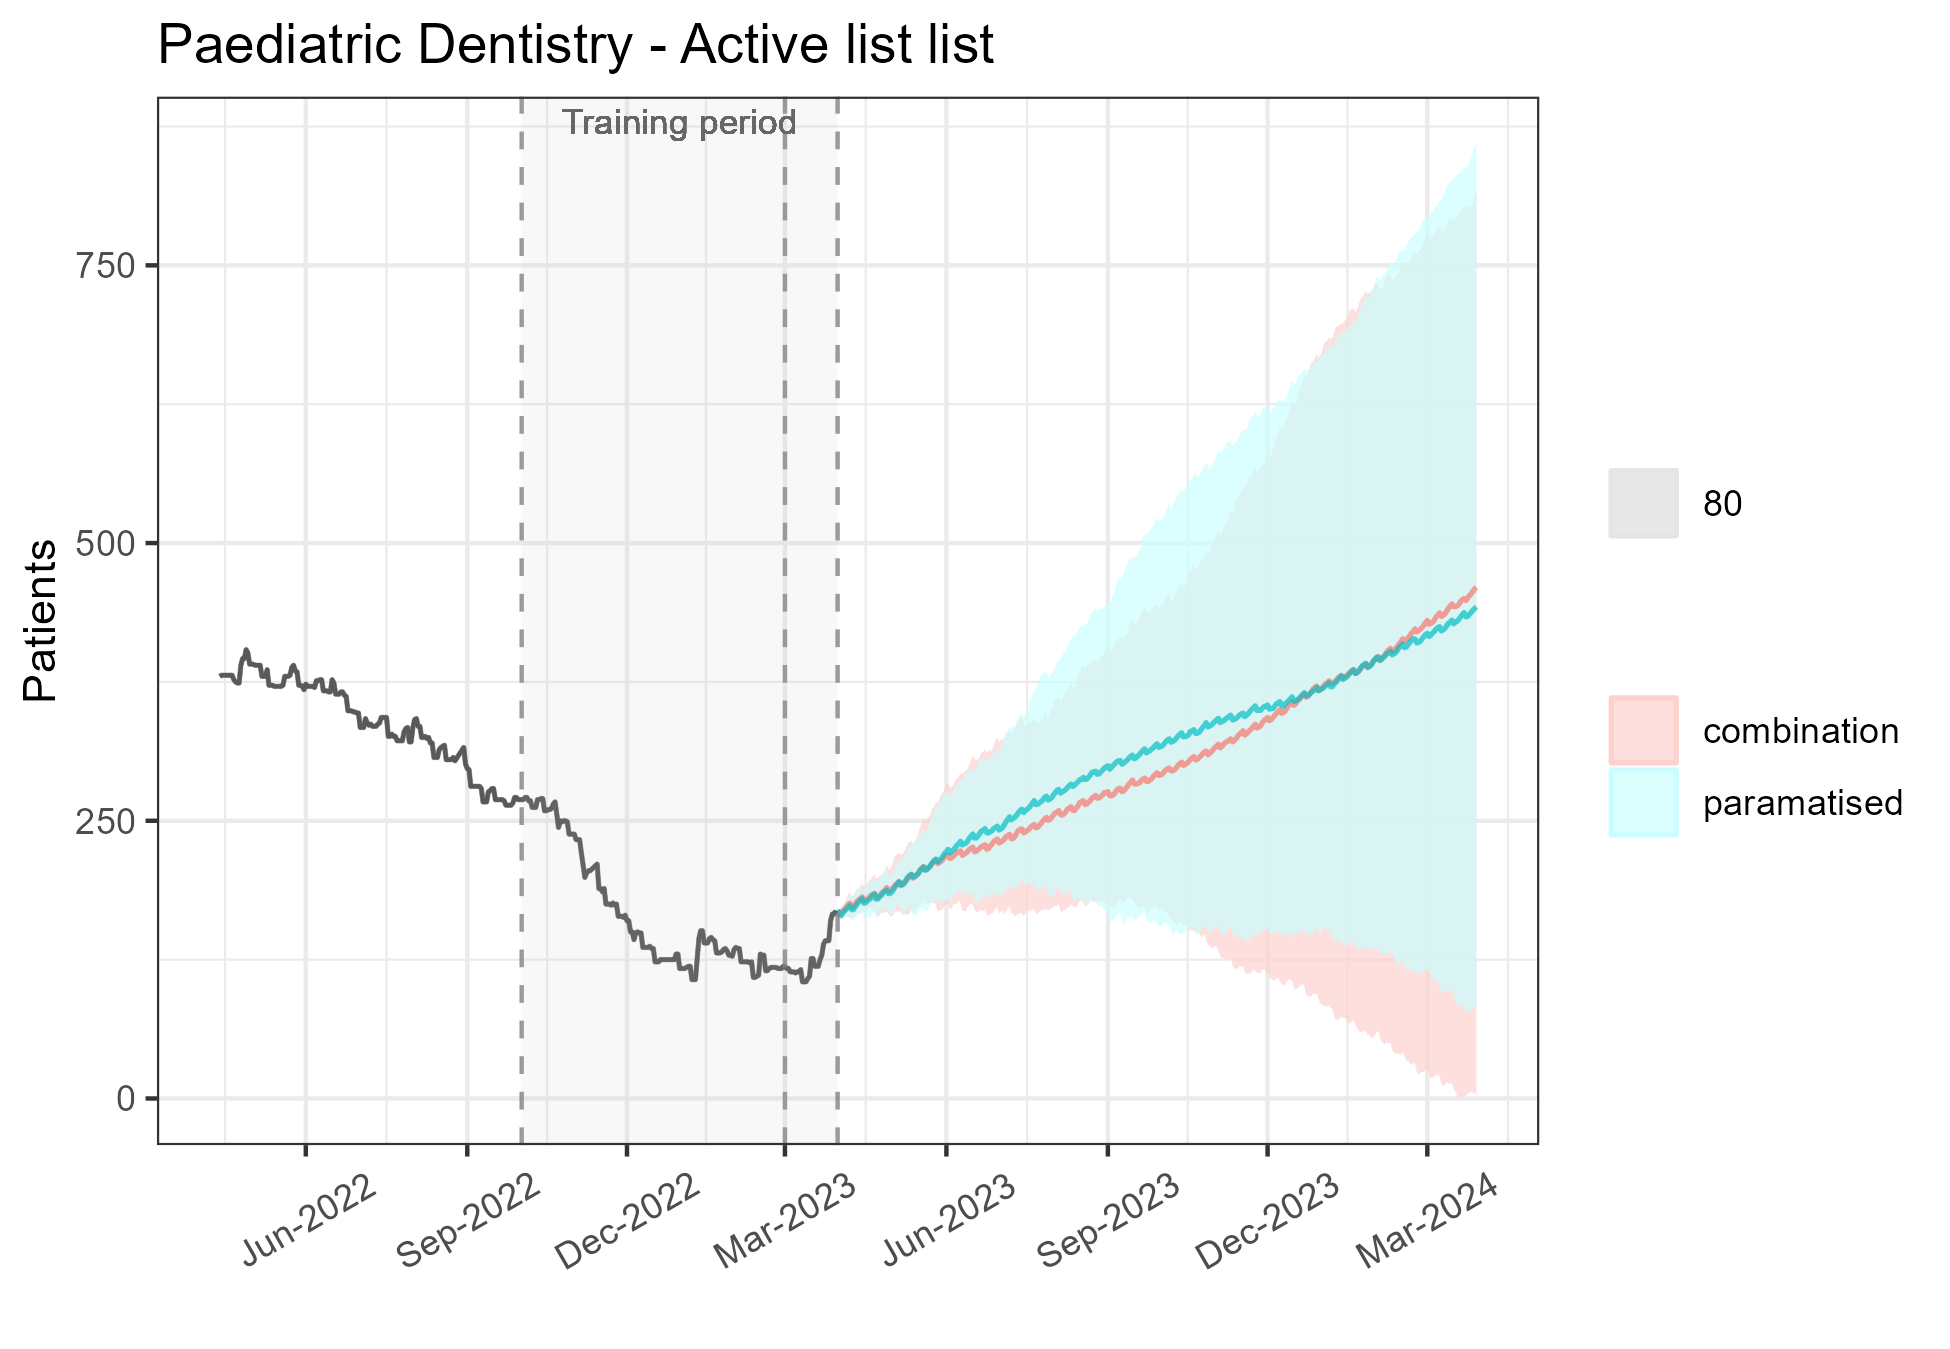 Paediatric Dentistry - Active list list
Training period
Patients
750
500
250
0
Jun-2022
Sep-2022
Dec-2022
Mar-2023
Jun-2023
Sep-2023
Dec-2023
Mar-2024
80
combination
paramatised